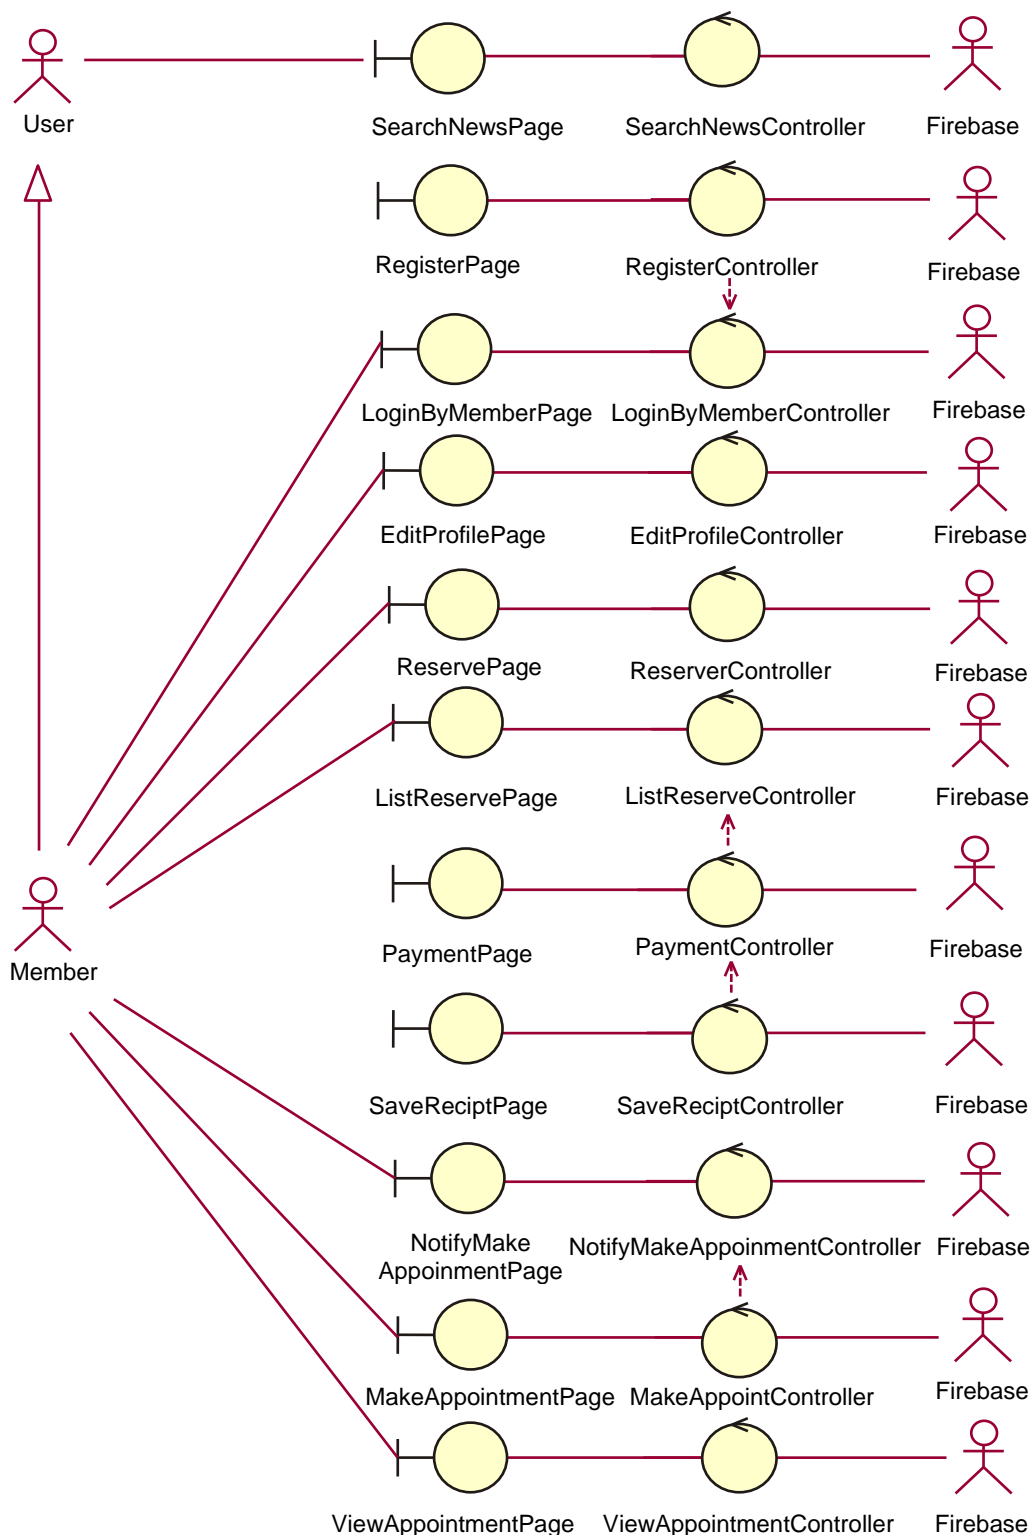 User
SearchNewsPage
SearchNewsController
Firebase
RegisterPage
RegisterController
Firebase
LoginByMemberPage
LoginByMemberController
Firebase
EditProfilePage
EditProfileController
Firebase
ReservePage
ReserverController
Firebase
ListReservePage
ListReserveController
Firebase
Member
PaymentPage
PaymentController
Firebase
SaveReciptPage
SaveReciptController
Firebase
NotifyMake
AppoinmentPage
NotifyMakeAppoinmentController
Firebase
MakeAppointmentPage
MakeAppointController
Firebase
ViewAppointmentPage
ViewAppointmentController
Firebase